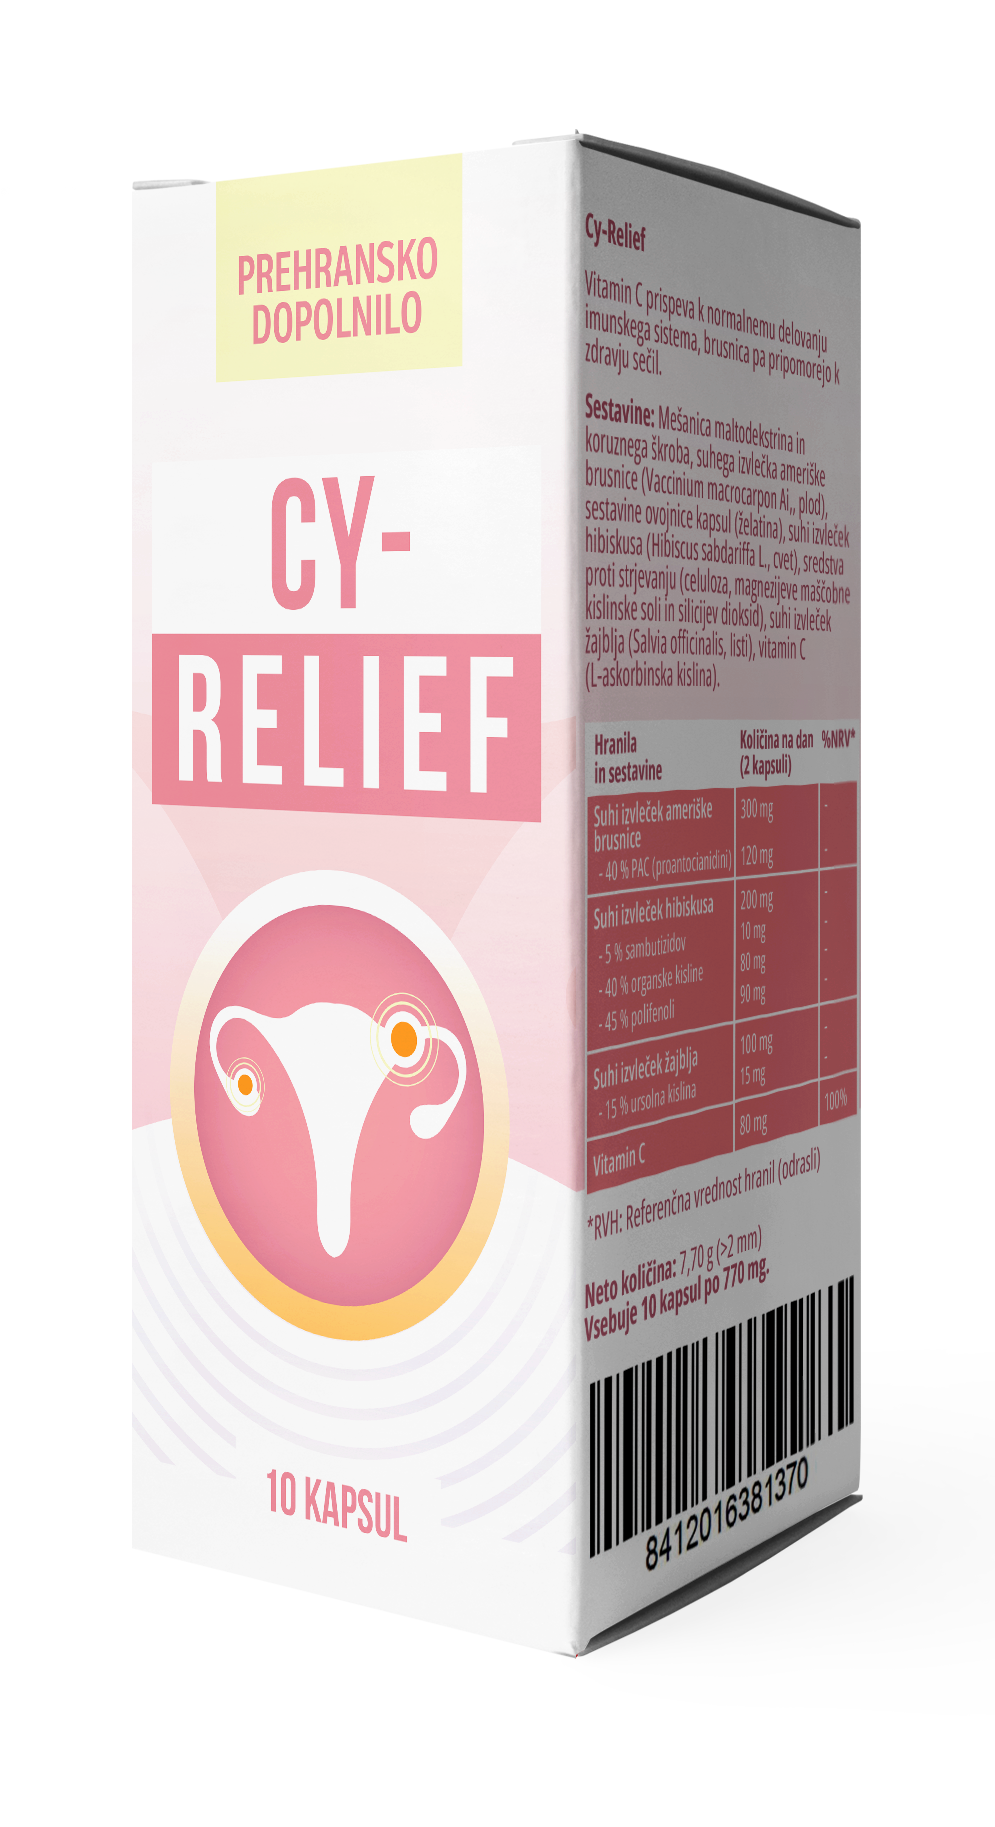 PREHRANSKO
DOPOLNILO
CY-
RELIEF
10 KAPSUL
Cy-Relief
Vitamin C prispeva k normalnemu delovanju
imunskega sistema, brusnica pa pripomorejo k
zdravju sečil.
Sestavine: Mešanica maltodekstrina in
koruznega škroba, suhega izvlečka ameriške
brusnice (Vaccinium macrocarpon Ai,, plod),
sestavine ovojnice kapsul (želatina), suhi izvleček
hibiskusa (Hibiscus sabdariffa L., cvet), sredstva
proti strjevanju (celuloza, magnezijeve maščobne
kislinske soli in silicijev dioksid), suhi izvleček
žajblja (Salvia officinalis, listi), vitamin C
(L-askorbinska kislina).
Hranila
in sestavine
Količina na dan
(2 kapsuli)
%NRV*
Suhi izvleček ameriške
brusnice
300 mg -
- 40 % PAC (proantocianidini) 120 mg -
Suhi izvleček hibiskusa 200 mg -
- 5 % sambutizidov 10 mg -
- 40 % organske kisline 80 mg -
- 45 % polifenoli 90 mg -
Suhi izvleček žajblja 100 mg -
- 15 % ursolna kislina 15 mg -
Vitamin C 80 mg 100%
*RVH: Referenčna vrednost hranil (odrasli)
Neto količina: 7,70 g (>2 mm)
Vsebuje 10 kapsul po 770 mg.
8412016381370